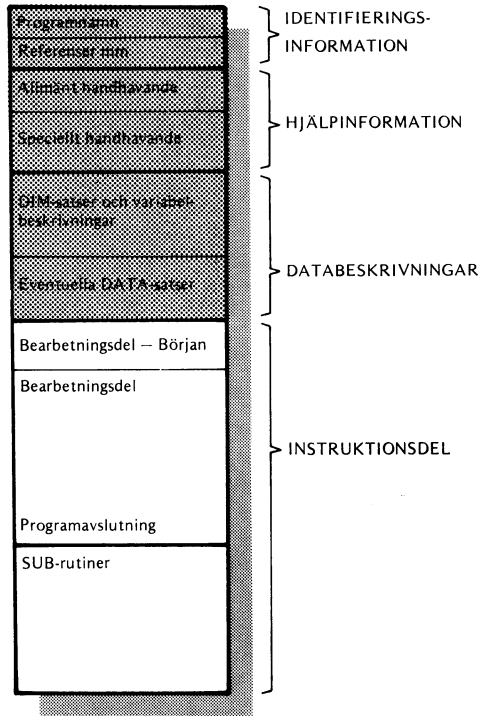 Programnamn
Referenser mm
IDENTIFIERINGS-
INFORMATION
Allmänt handhavande
Speciellt handhavande
HJÄLPINFORMATION
DIM-satser och variabel-
beskrivningar
Eventuella DATA-satser
DATABESKRIVNINGAR
Bearbetningsdel — Början
Bearbetningsdel
Programavslutning
SUB-rutiner
INSTRUKTIONSDEL